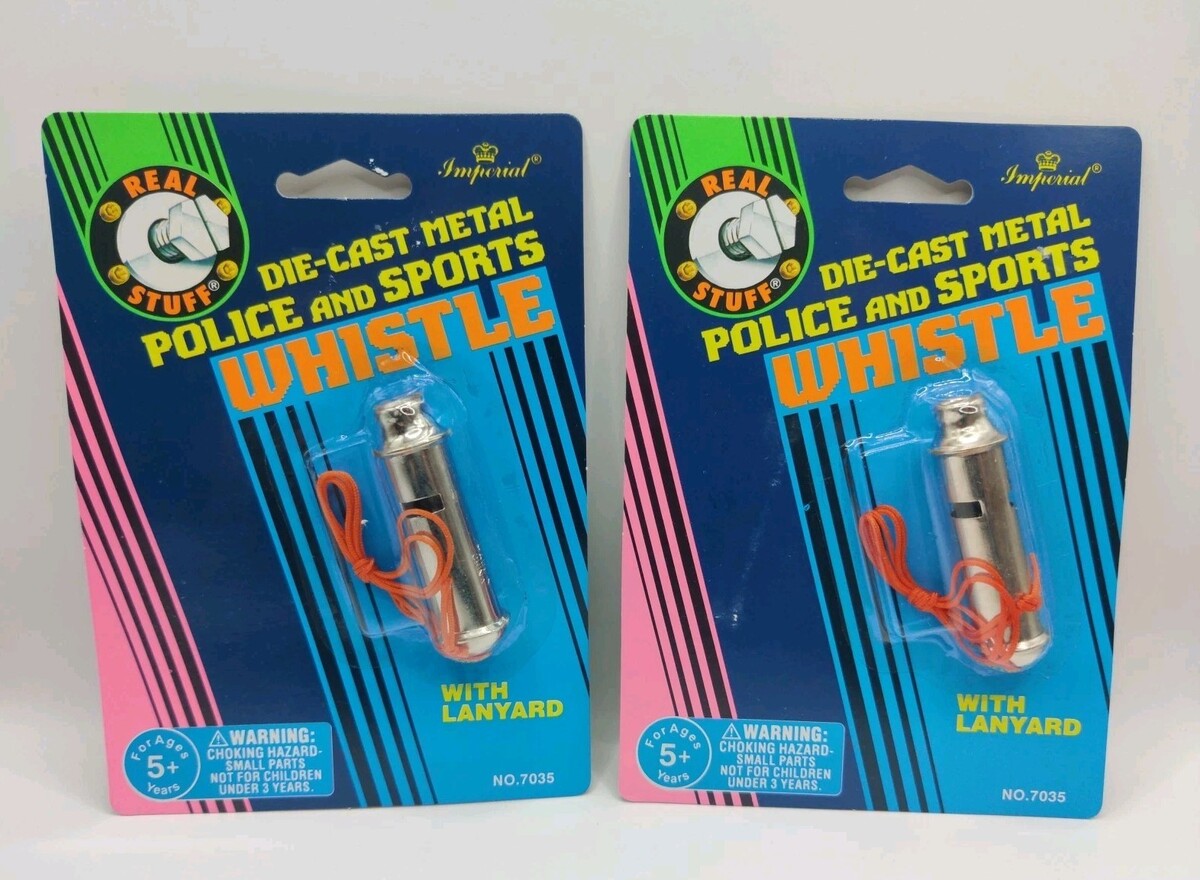 REAL
STUFF®
Imperial®
DIE-CAST METAL
POLICE AND SPORTS
WHISTLE
WITH
LANYARD
For Ages
5+
Years
⚠WARNING:
CHOKING HAZARD-
SMALL PARTS
NOT FOR CHILDREN
UNDER 3 YEARS.
NO.7035
REAL
STUFF®
Imperial®
DIE-CAST METAL
POLICE AND SPORTS
WHISTLE
WITH
LANYARD
For Ages
5+
Years
⚠WARNING:
CHOKING HAZARD-
SMALL PARTS
NOT FOR CHILDREN
UNDER 3 YEARS.
NO.7035